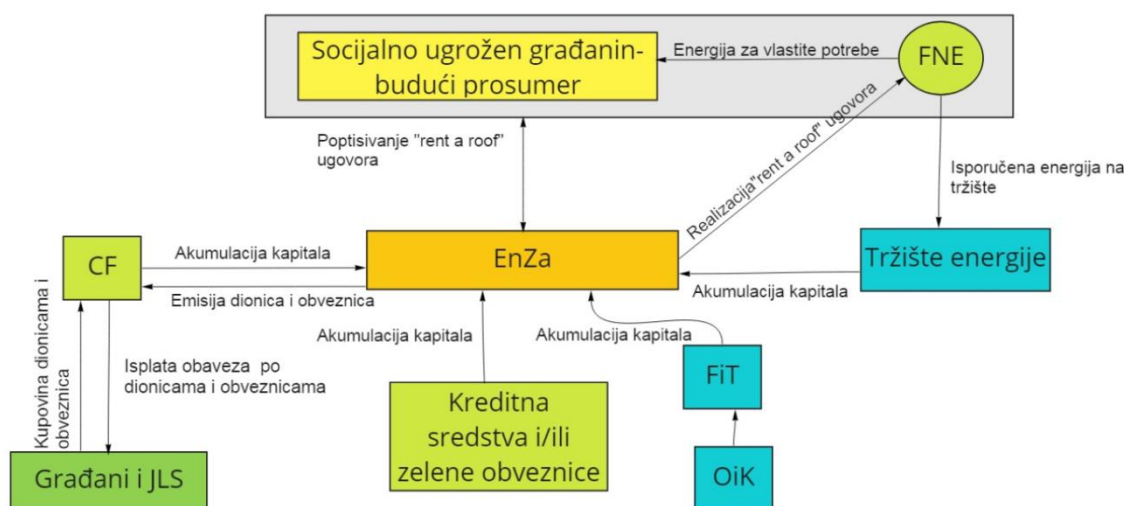 Socijalno ugrožen građanin-
budući prosumer
Energija za vlastite potrebe
FNE
Poptisivanje "rent a roof"
ugovora
Realizacija"rent a roof" ugovora
Isporučena energija na
tržište
CF
Akumulacija kapitala
EnZa
Tržište energije
Emisija dionica i obveznica
Akumulacija kapitala
Kupovina dionicama i
obveznica
Isplata obaveza po
dionicama i obveznicama
Akumulacija kapitala
Akumulacija kapitala
FiT
Kreditna
sredstva i/ili
zelene obveznice
Građani i JLS
OiK